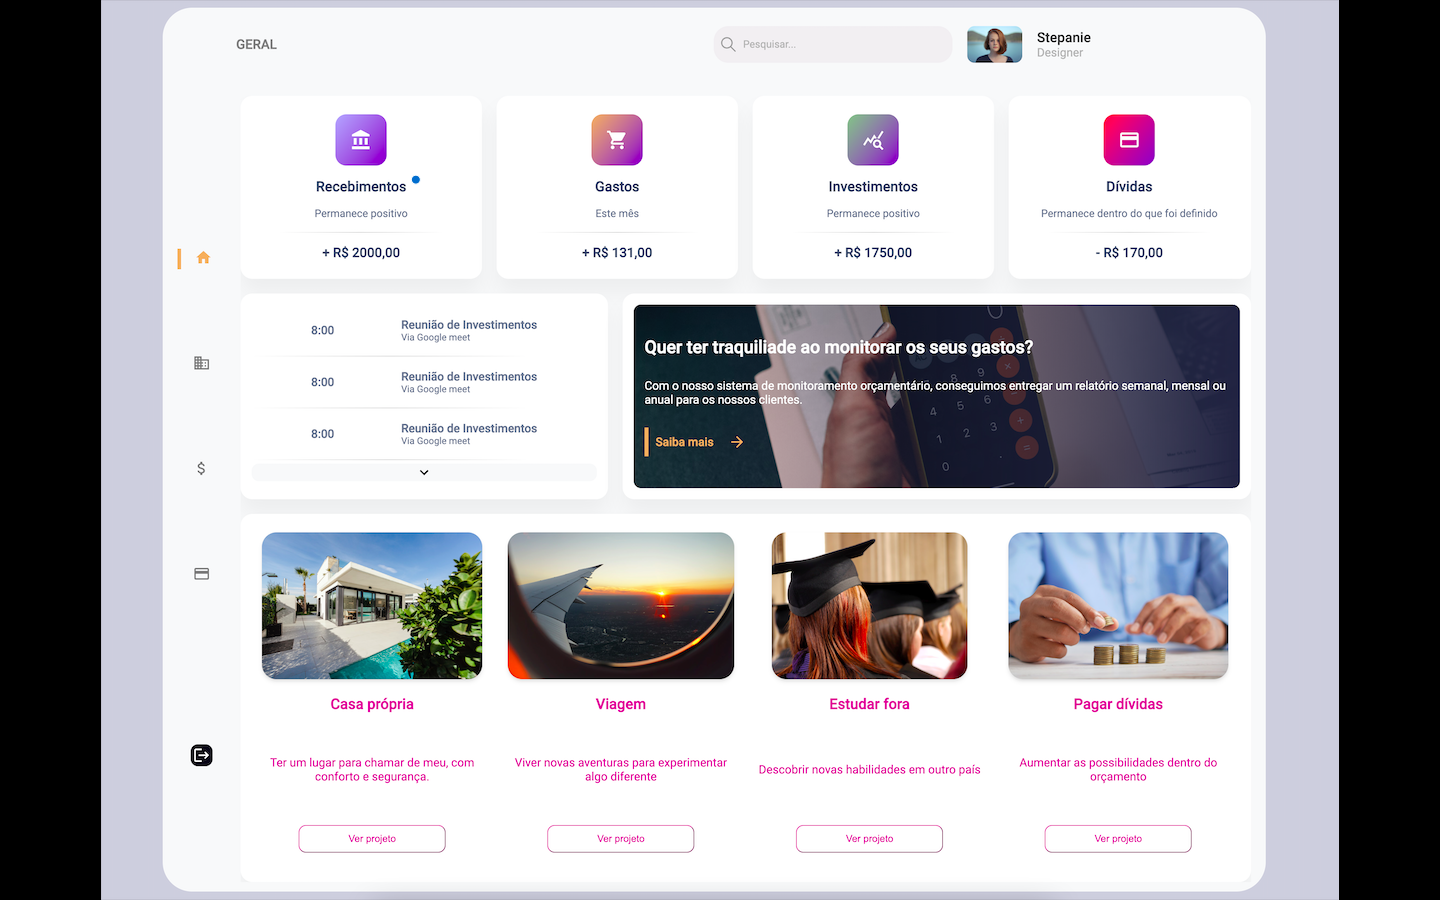 GERAL
Pesquisar...
Stepanie
Designer
Recebimentos
Permanece positivo
+ R$ 2000,00
Gastos
Este mês
+ R$ 131,00
Investimentos
Permanece positivo
+ R$ 1750,00
Dívidas
Permanece dentro do que foi definido
- R$ 170,00
8:00
Reunião de Investimentos
Via Google meet
8:00
Reunião de Investimentos
Via Google meet
8:00
Reunião de Investimentos
Via Google meet
Quer ter traquiliade ao monitorar os seus gastos?
Com o nosso sistema de monitoramento orçamentário, conseguimos entregar um relatório semanal, mensal ou
anual para os nossos clientes.
Saiba mais
Casa própria
Ter um lugar para chamar de meu, com
conforto e segurança.
Ver projeto
Viagem
Viver novas aventuras para experimentar
algo diferente
Ver projeto
Estudar fora
Descobrir novas habilidades em outro país
Ver projeto
Pagar dívidas
Aumentar as possibilidades dentro do
orçamento
Ver projeto